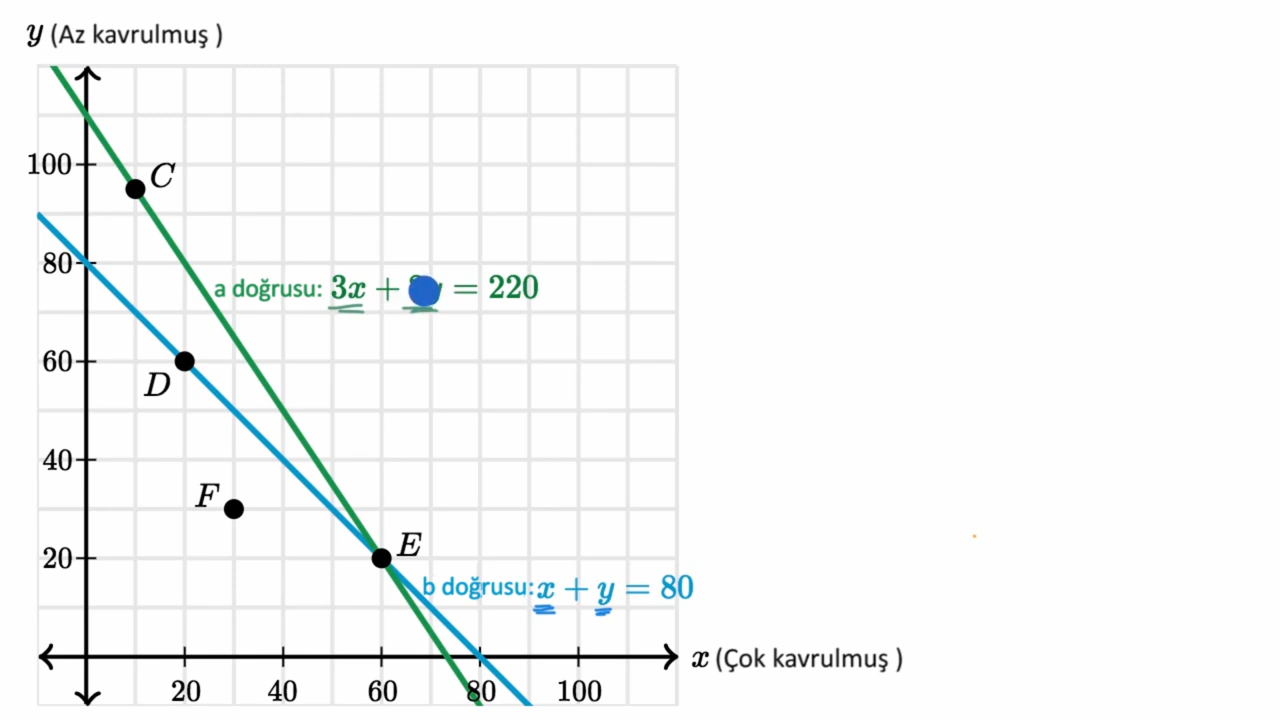 y (Az kavrulmuş )
100
C
80
a doğrusu: 3x + = 220
60
D
40
F
20
E
b doğrusu: x + y = 80
x (Çok kavrulmuş )
20 40 60 80 100